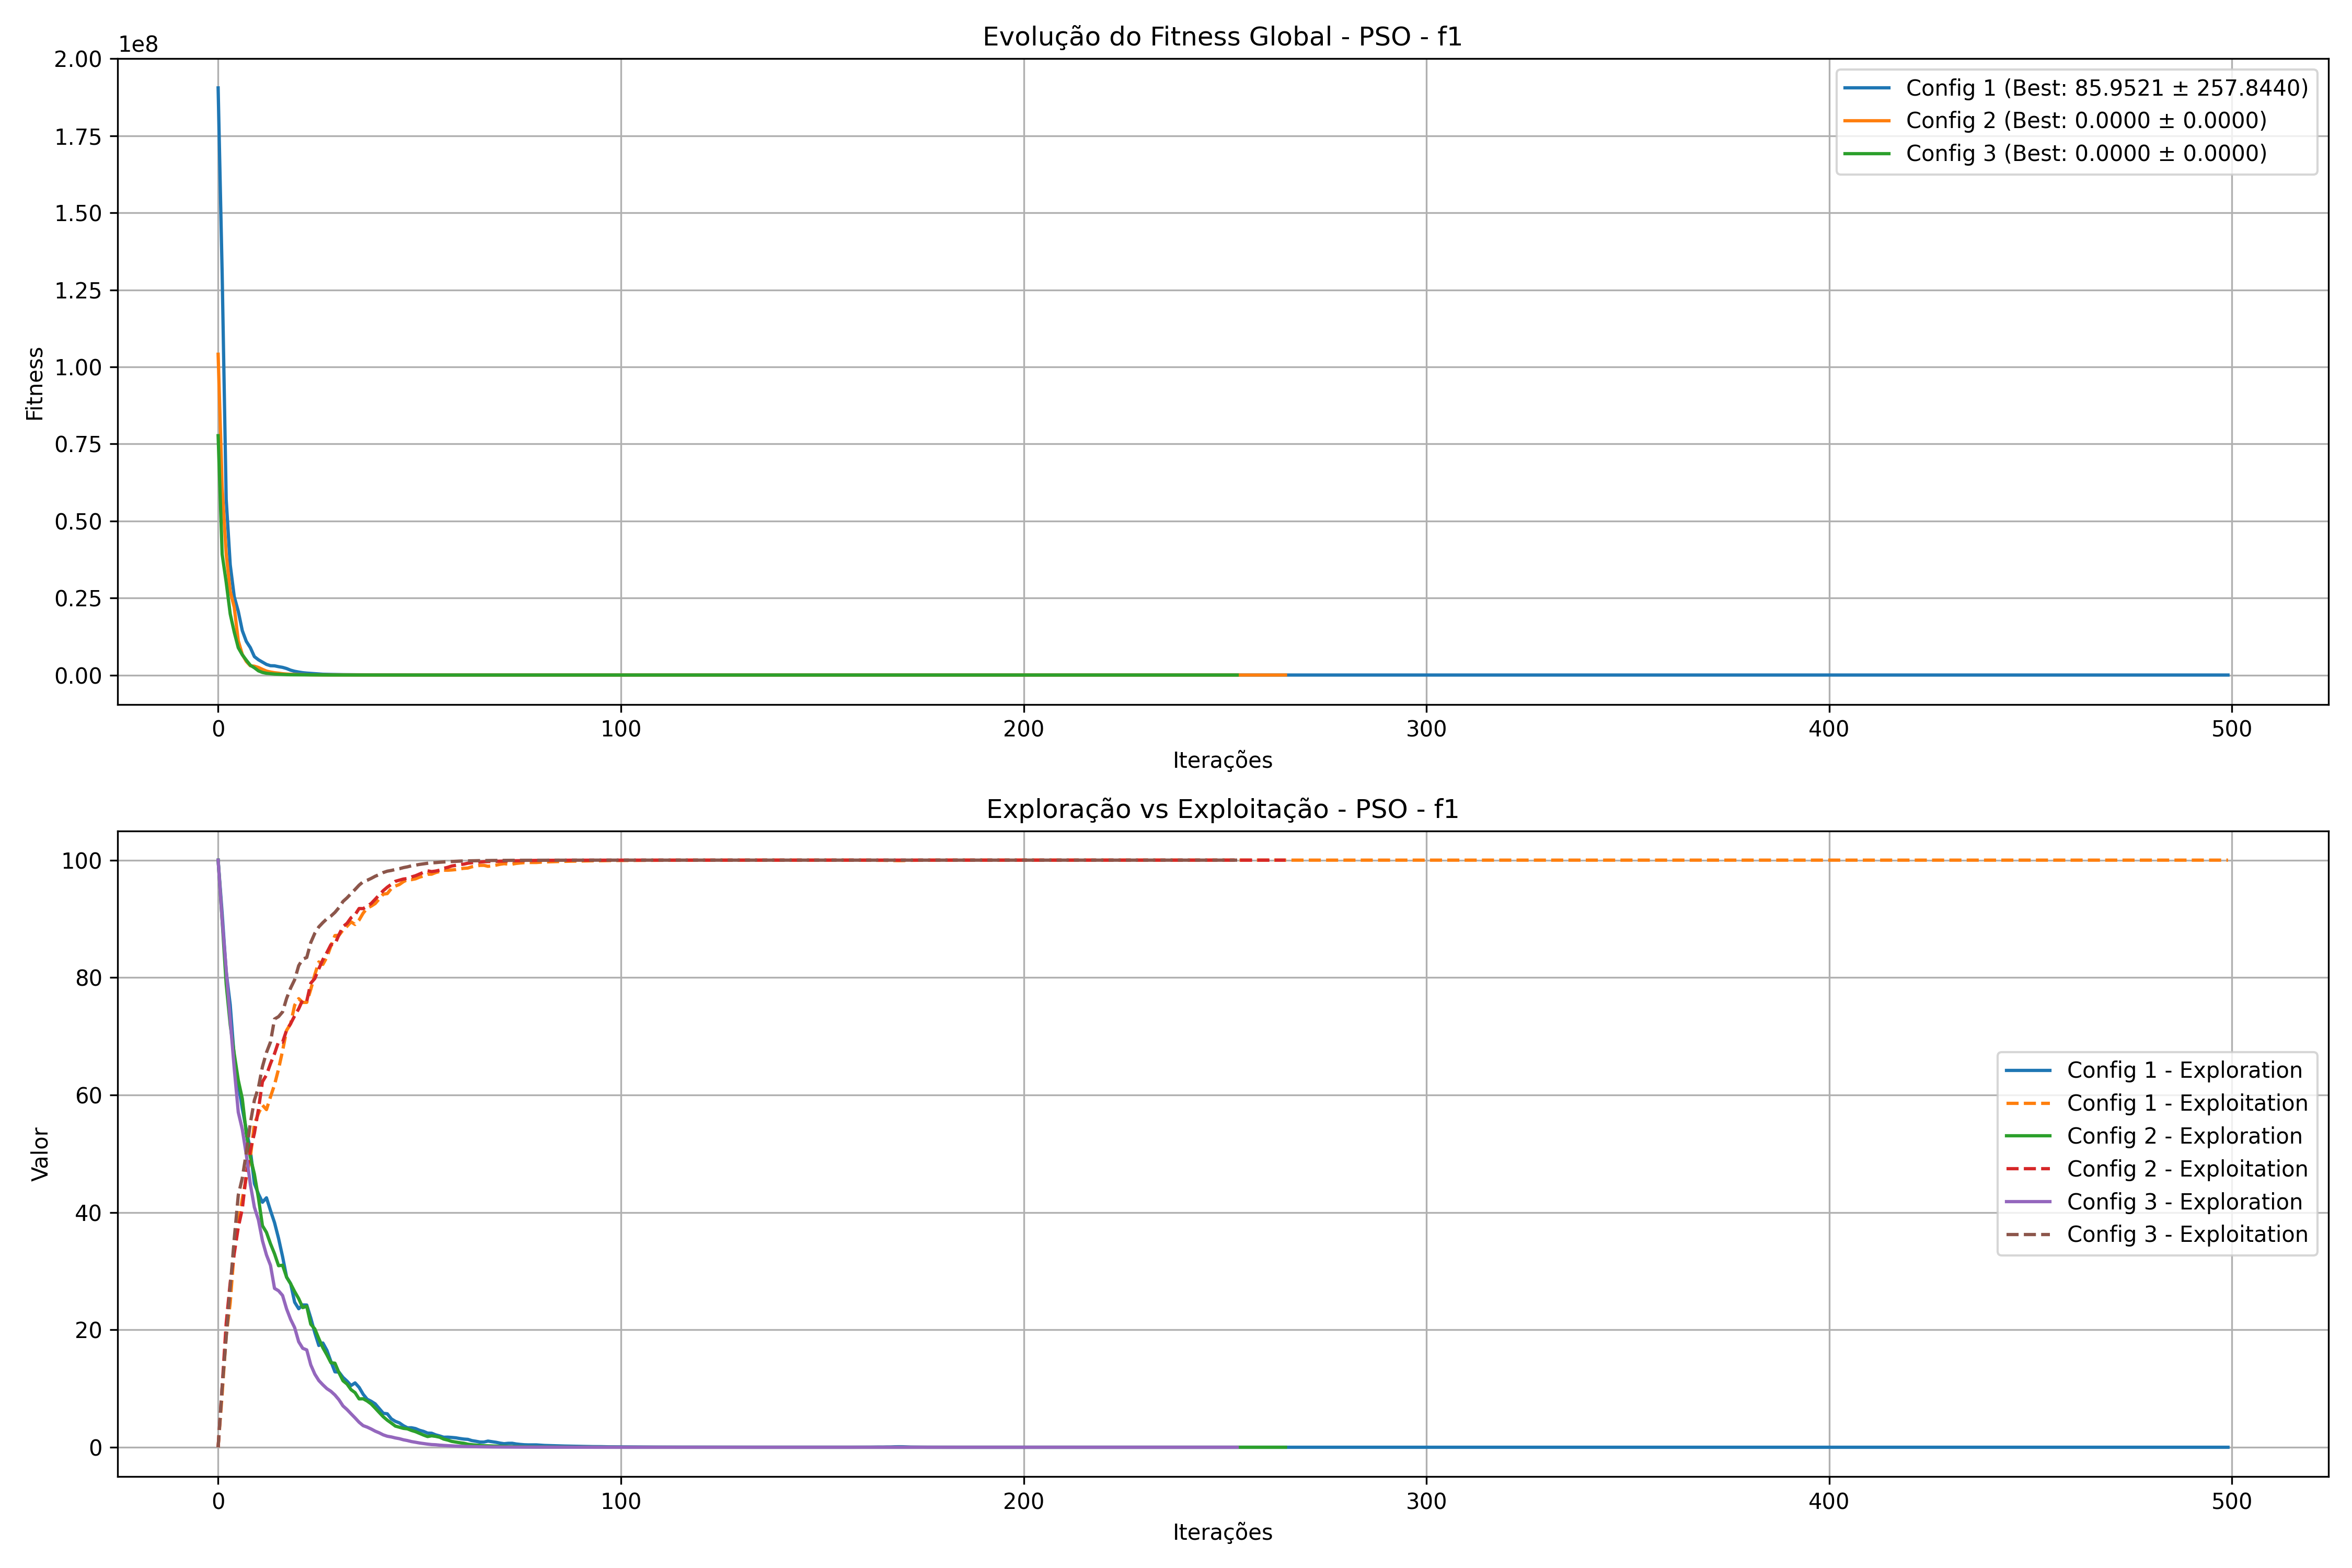 Evolução do Fitness Global - PSO - f1
1e8
2.00
1.75
1.50
1.25
1.00
0.75
0.50
0.25
0.00
Fitness
Config 1 (Best: 85.9521 ± 257.8440)
Config 2 (Best: 0.0000 ± 0.0000)
Config 3 (Best: 0.0000 ± 0.0000)
0 100 200 300 400 500
Iterações
Exploração vs Exploitação - PSO - f1
100
80
60
40
20
0
Valor
Config 1 - Exploration
Config 1 - Exploitation
Config 2 - Exploration
Config 2 - Exploitation
Config 3 - Exploration
Config 3 - Exploitation
0 100 200 300 400 500
Iterações